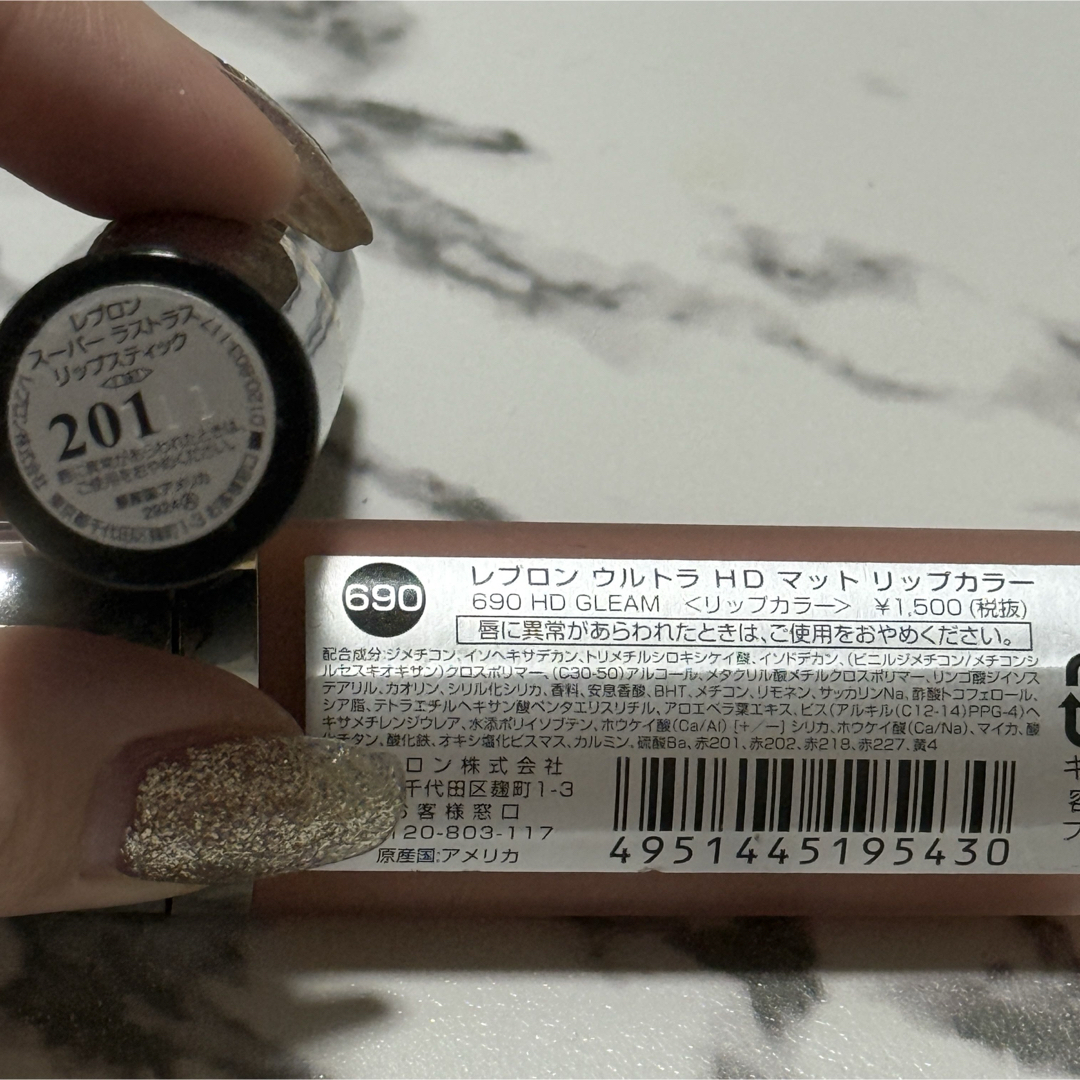 レブロン
スーパー ラストラス
リップスティック
201
唇に異常があらわれたときは、
ご使用をおやめください。
原産国:アメリカ
2924Ⓐ
東京都千代田区麹町1-3
0120-803-117
690
レブロン ウルトラ HD マット リップカラー
690 HD GLEAM <リップカラー> ¥1,500 (税抜)
唇に異常があらわれたときは、ご使用をおやめください。
配合成分:ジメチコン、イソヘキサデカン、トリメチルシロキシケイ酸、イソドデカン、(ビニルジメチコン/メチコンシ
ルセスキオキサン)クロスポリマー、(C30-50)アルコール、メタクリル酸メチルクロスポリマー、リンゴ酸ジイソス
テアリル、カオリン、シリル化シリカ、香料、安息香酸、BHT、メチコン、リモネン、サッカリンNa、酢酸トコフェロール、
シア脂、テトラエチルヘキサン酸ペンタエリスリチル、アロエベラ葉エキス、ビス(アルキル(C12-14)PPG-4)ヘ
キサメチレンジウレア、水添ポリイソブテン、ホウケイ酸(Ca/Al) [+/-] シリカ、ホウケイ酸(Ca/Na)、マイカ、酸
化チタン、酸化鉄、オキシ塩化ビスマス、カルミン、硫酸Ba、赤201、赤202、赤218、赤227、黄4
ロン株式会社
千代田区麹町1-3
お客様窓口
120-803-117
原産国:アメリカ
4951445195430